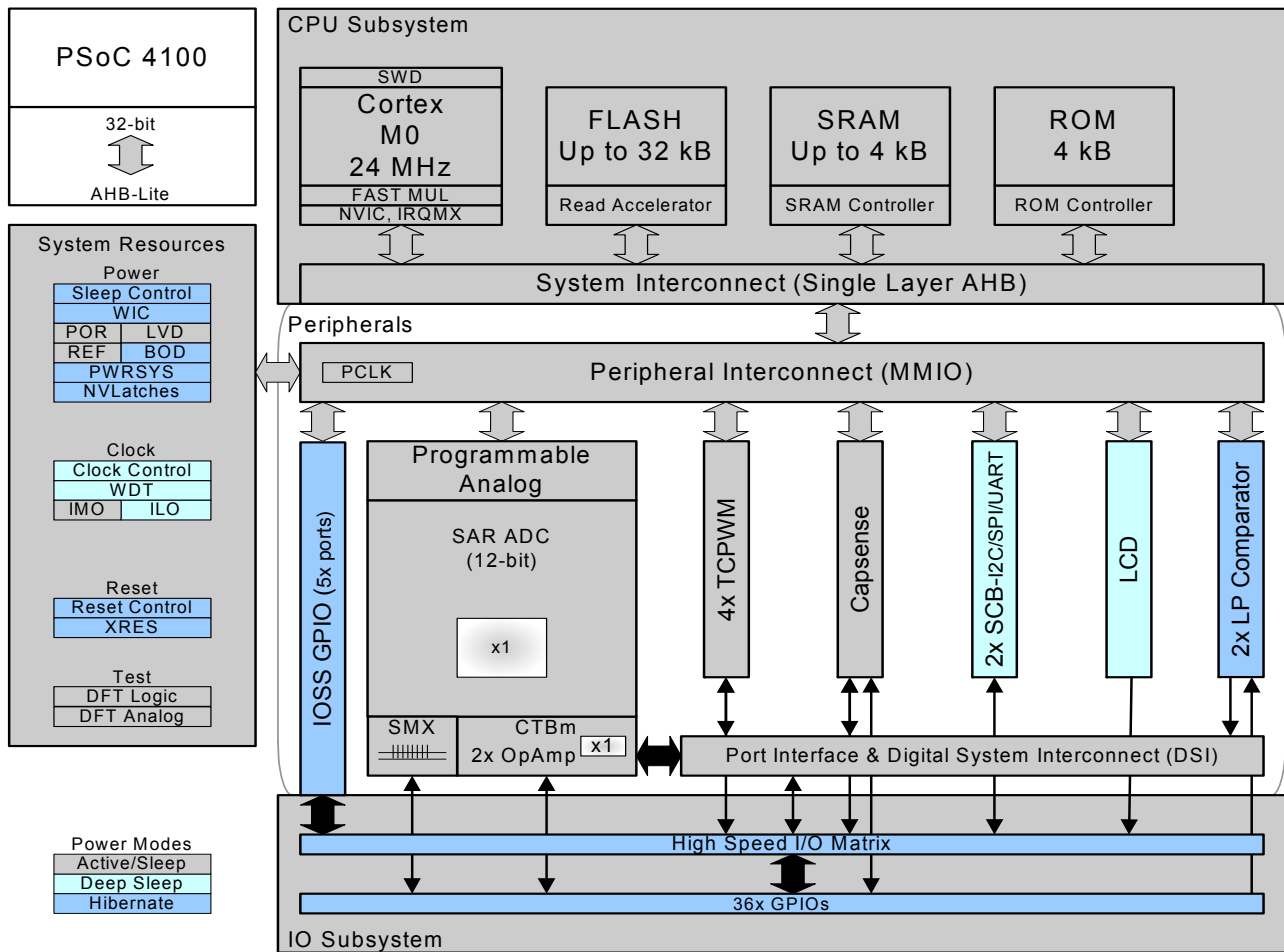 PSoC 4100
32-bit
AHB-Lite
System Resources
Power
Sleep Control
WIC
POR LVD
REF BOD
PWRSYS
NVLatches
Clock
Clock Control
WDT
IMO ILO
Reset
Reset Control
XRES
Test
DFT Logic
DFT Analog
Power Modes
Active/Sleep
Deep Sleep
Hibernate
CPU Subsystem
SWD
Cortex
M0
24 MHz
FAST MUL
NVIC, IRQMX
FLASH
Up to 32 kB
Read Accelerator
SRAM
Up to 4 kB
SRAM Controller
ROM
4 kB
ROM Controller
System Interconnect (Single Layer AHB)
Peripherals
PCLK
Peripheral Interconnect (MMIO)
IOSS GPIO (5x ports)
Programmable
Analog
SAR ADC
(12-bit)
x1
SMX
CTBm
2x OpAmp
x1
4x TCPWM
Capsense
2x SCB-I2C/SPI/UART
LCD
2x LP Comparator
Port Interface & Digital System Interconnect (DSI)
High Speed I/O Matrix
36x GPIOs
IO Subsystem